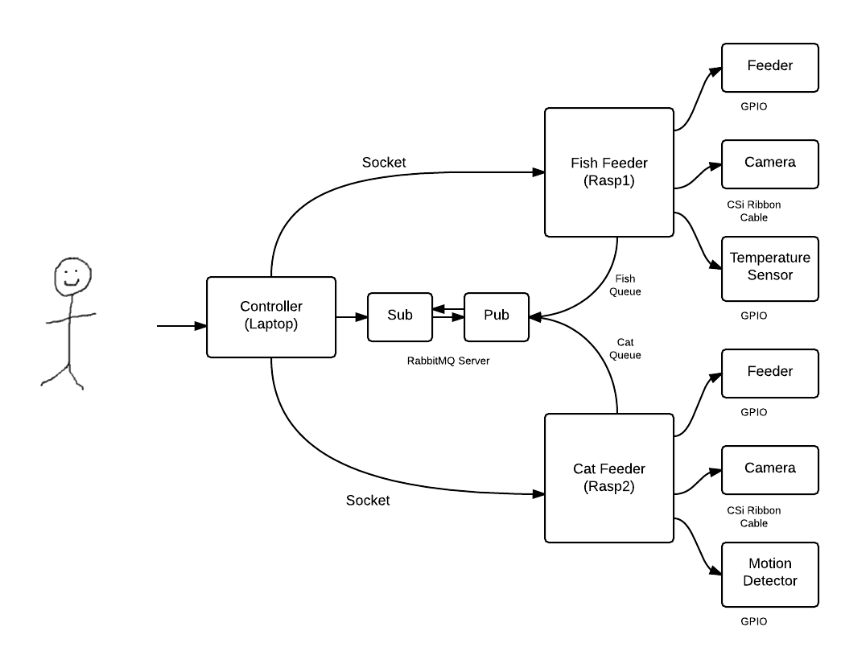 Feeder
GPIO
Socket
Fish Feeder
(Rasp1)
Camera
CSi Ribbon
Cable
Temperature
Sensor
GPIO
Fish
Queue
Controller
(Laptop)
Sub
Pub
RabbitMQ Server
Cat
Queue
Feeder
GPIO
Socket
Cat Feeder
(Rasp2)
Camera
CSi Ribbon
Cable
Motion
Detector
GPIO